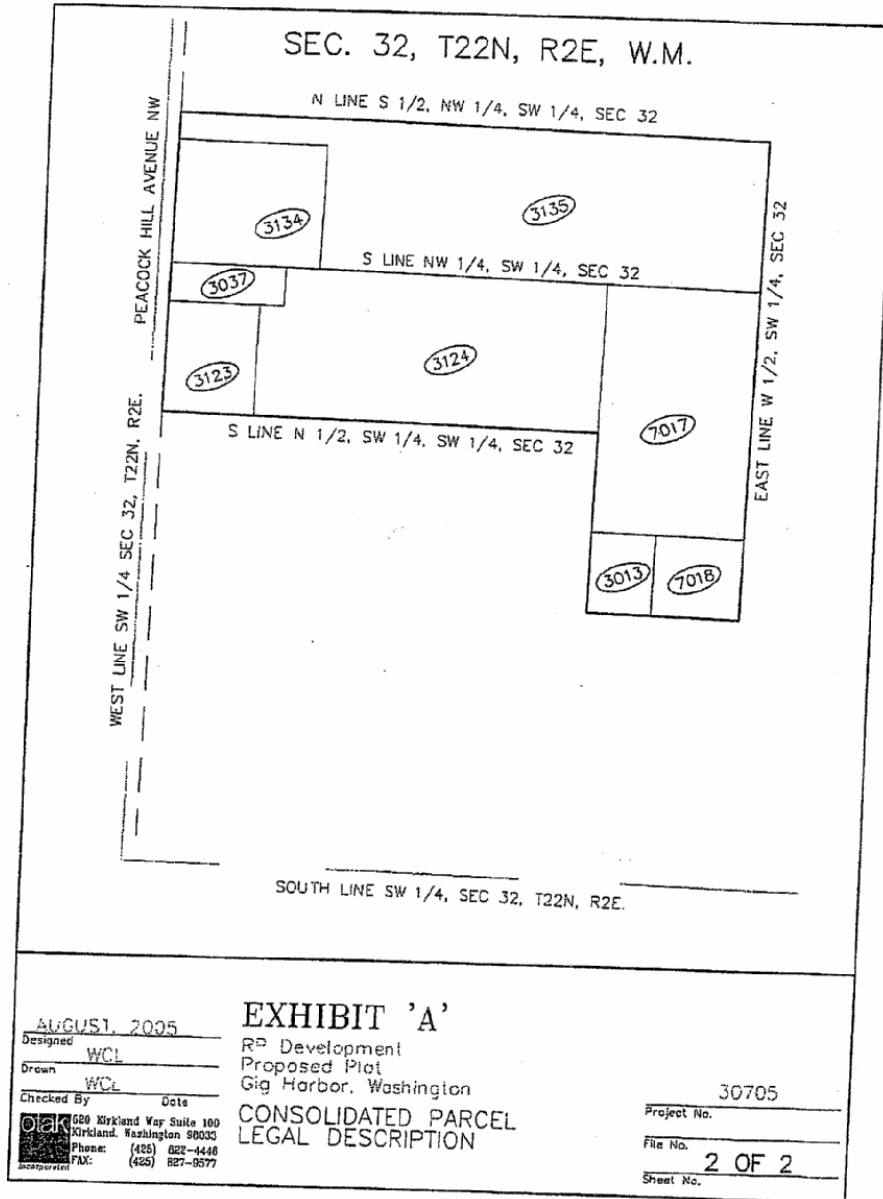 SEC. 32, T22N, R2E, W.M.
N LINE S 1/2, NW 1/4, SW 1/4, SEC 32
PEACOCK HILL AVENUE NW
3134
3135
S LINE NW 1/4, SW 1/4, SEC 32
3037
EAST LINE W 1/2, SW 1/4, SEC 32
3123
3124
7017
S LINE N 1/2, SW 1/4, SW 1/4, SEC 32
WEST LINE SW 1/4 SEC 32, T22N, R2E.
3013
7018
SOUTH LINE SW 1/4, SEC 32, T22N, R2E.
AUGUST, 2005
Designed
WCL
Drawn
WCL
Checked By Date
otak
Incorporated
620 Kirkland Way Suite 100
Kirkland, Washington 98033
Phone: (425) 822-4446
FAX: (425) 827-9577
EXHIBIT 'A'
RP Development
Proposed Plat
Gig Harbor, Washington
CONSOLIDATED PARCEL
LEGAL DESCRIPTION
30705
Project No.
File No.
2 OF 2
Sheet No.